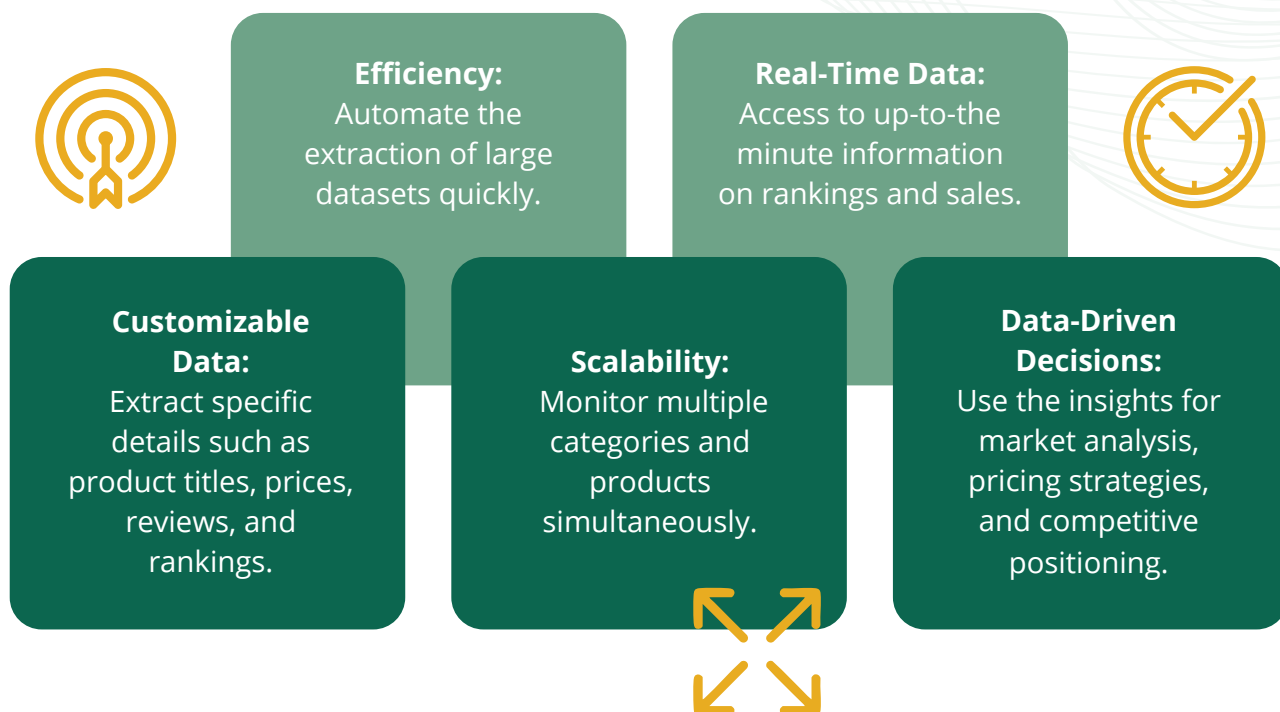 Efficiency:
Automate the
extraction of large
datasets quickly.
Real-Time Data:
Access to up-to-the
minute information
on rankings and sales.
Customizable
Data:
Extract specific
details such as
product titles, prices,
reviews, and
rankings.
Scalability:
Monitor multiple
categories and
products
simultaneously.
Data-Driven
Decisions:
Use the insights for
market analysis,
pricing strategies,
and competitive
positioning.